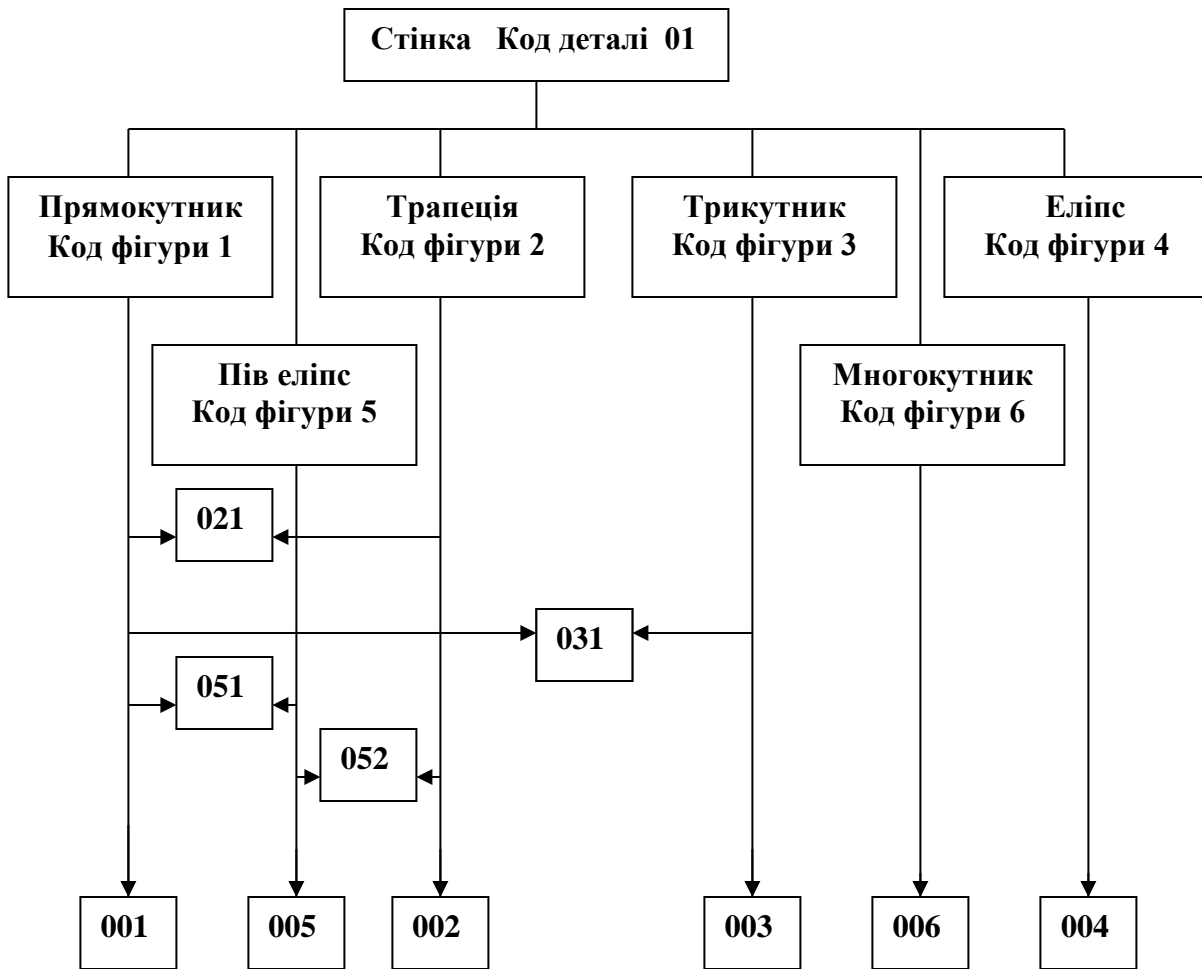 Стінка Код деталі 01
Прямокутник
Код фігури 1
Трапеція
Код фігури 2
Трикутник
Код фігури 3
Еліпс
Код фігури 4
Пів еліпс
Код фігури 5
Многокутник
Код фігури 6
021
031
051
052
001
005
002
003
006
004